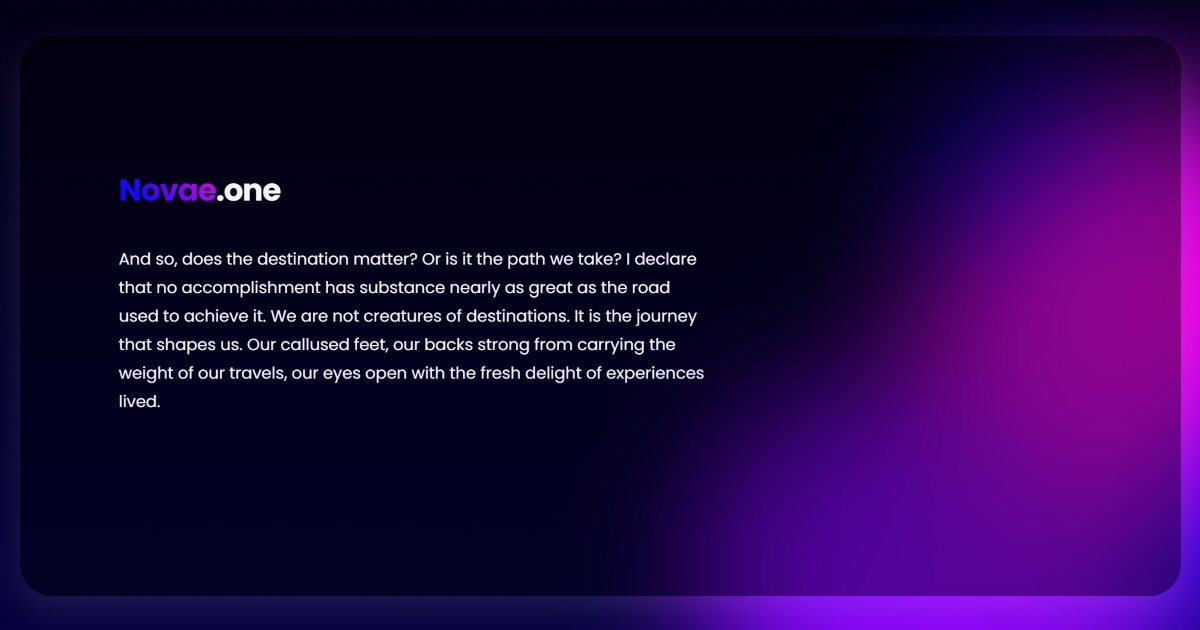 Novae.one
And so, does the destination matter? Or is it the path we take? I declare
that no accomplishment has substance nearly as great as the road
used to achieve it. We are not creatures of destinations. It is the journey
that shapes us. Our callused feet, our backs strong from carrying the
weight of our travels, our eyes open with the fresh delight of experiences
lived.